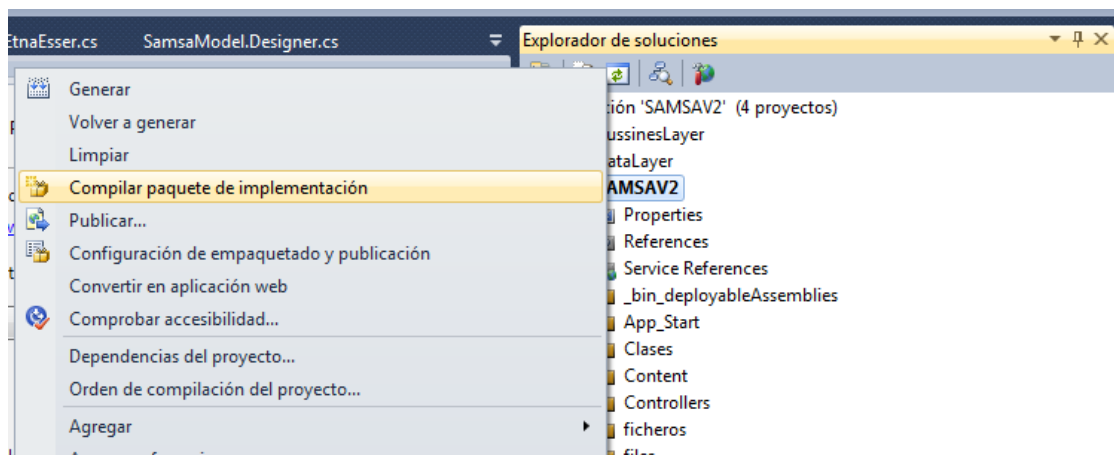 EtnaEsser.cs SamsaModel.Designer.cs
Explorador de soluciones
Generar
Volver a generar
Limpiar
Compilar paquete de implementación
Publicar...
Configuración de empaquetado y publicación
Convertir en aplicación web
Comprobar accesibilidad...
Dependencias del proyecto...
Orden de compilación del proyecto...
Agregar
ión 'SAMSAV2' (4 proyectos)
ussinesLayer
ataLayer
AMSAV2
Properties
References
Service References
_bin_deployableAssemblies
App_Start
Clases
Content
Controllers
ficheros